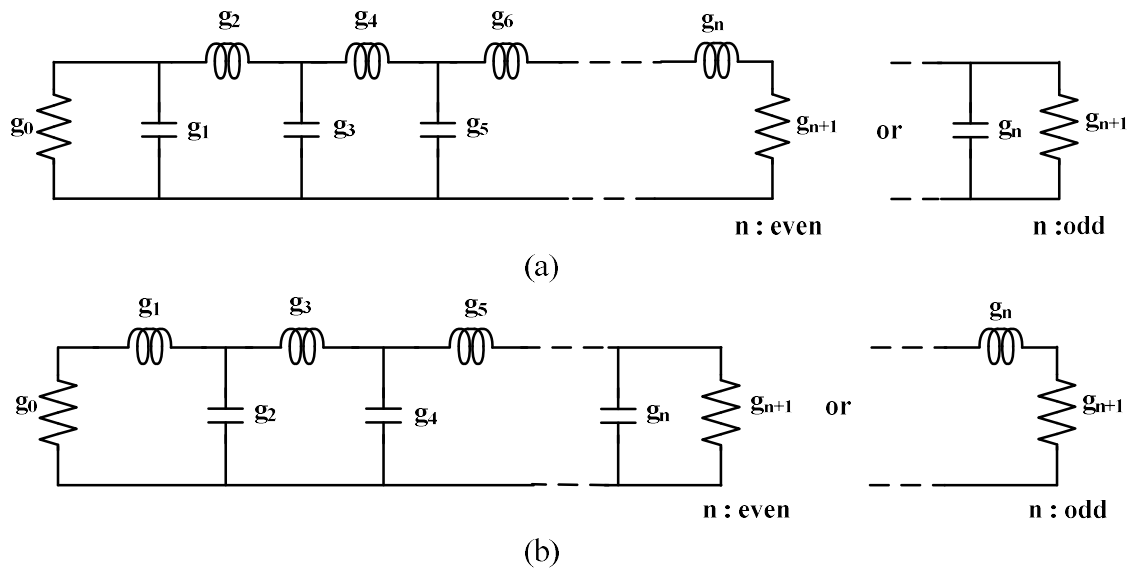 g2 g4 g6 gn
g0 g1 g3 g5 gn+1 or gn gn+1
n : even n :odd
(a)
g1 g3 g5 gn
g0 g2 g4 gn gn+1 or gn+1
n : even n : odd
(b)